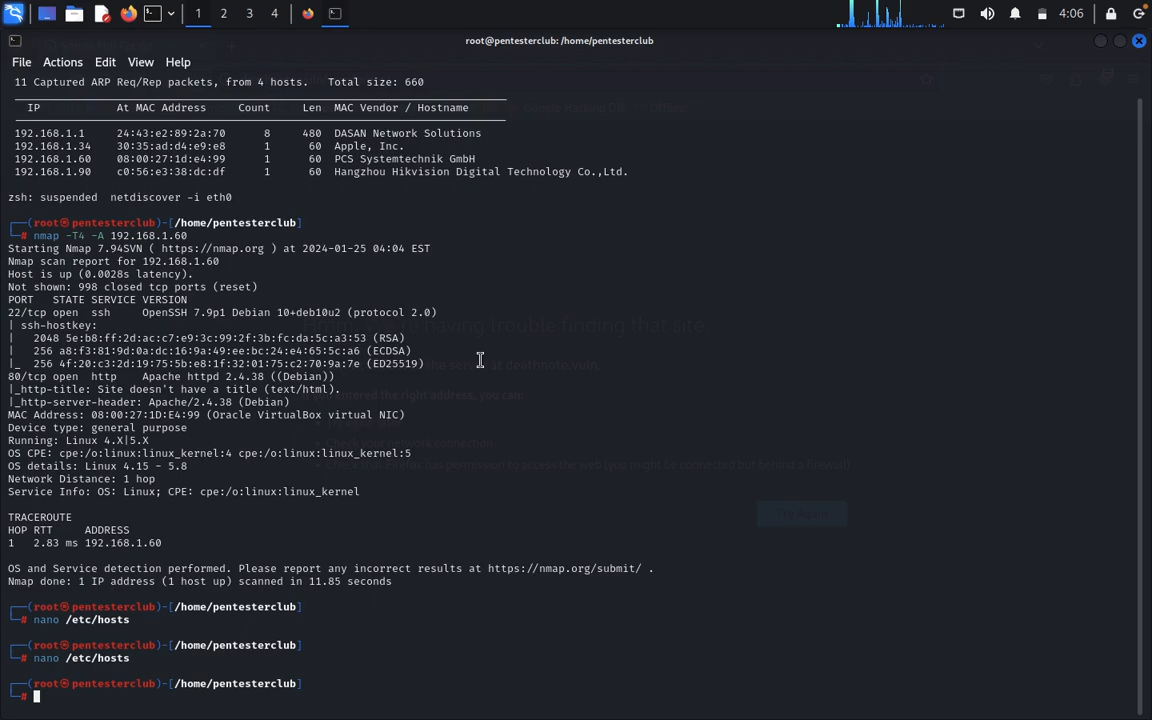 1 2 3 4
4:06
root@pentesterclub: /home/pentesterclub
File Actions Edit View Help
11 Captured ARP Req/Rep packets, from 4 hosts. Total size: 660
IP At MAC Address Count Len MAC Vendor / Hostname
192.168.1.1 24:43:e2:89:2a:70 8 480 DASAN Network Solutions
192.168.1.34 30:35:ad:d4:e9:e8 1 60 Apple, Inc.
192.168.1.60 08:00:27:1d:e4:99 1 60 PCS Systemtechnik GmbH
192.168.1.90 c0:56:e3:38:dc:df 1 60 Hangzhou Hikvision Digital Technology Co.,Ltd.
zsh: suspended netdiscover -i eth0
┌──(root㉿pentesterclub)-[/home/pentesterclub]
└─# nmap -T4 -A 192.168.1.60
Starting Nmap 7.94SVN ( https://nmap.org ) at 2024-01-25 04:04 EST
Nmap scan report for 192.168.1.60
Host is up (0.0028s latency).
Not shown: 998 closed tcp ports (reset)
PORT STATE SERVICE VERSION
22/tcp open ssh OpenSSH 7.9p1 Debian 10+deb10u2 (protocol 2.0)
| ssh-hostkey:
| 2048 5e:b8:ff:2d:ac:c7:e9:3c:99:2f:3b:fc:da:5c:a3:53 (RSA)
| 256 a8:f3:81:9d:0a:dc:16:9a:49:ee:bc:24:e4:65:5c:a6 (ECDSA)
|_ 256 4f:20:c3:2d:19:75:5b:e8:1f:32:01:75:c2:70:9a:7e (ED25519)
80/tcp open http Apache httpd 2.4.38 ((Debian))
|_http-title: Site doesn't have a title (text/html).
|_http-server-header: Apache/2.4.38 (Debian)
MAC Address: 08:00:27:1D:E4:99 (Oracle VirtualBox virtual NIC)
Device type: general purpose
Running: Linux 4.X|5.X
OS CPE: cpe:/o:linux:linux_kernel:4 cpe:/o:linux:linux_kernel:5
OS details: Linux 4.15 - 5.8
Network Distance: 1 hop
Service Info: OS: Linux; CPE: cpe:/o:linux:linux_kernel
TRACEROUTE
HOP RTT ADDRESS
1 2.83 ms 192.168.1.60
OS and Service detection performed. Please report any incorrect results at https://nmap.org/submit/ .
Nmap done: 1 IP address (1 host up) scanned in 11.85 seconds
┌──(root㉿pentesterclub)-[/home/pentesterclub]
└─# nano /etc/hosts
┌──(root㉿pentesterclub)-[/home/pentesterclub]
└─# nano /etc/hosts
┌──(root㉿pentesterclub)-[/home/pentesterclub]
└─#